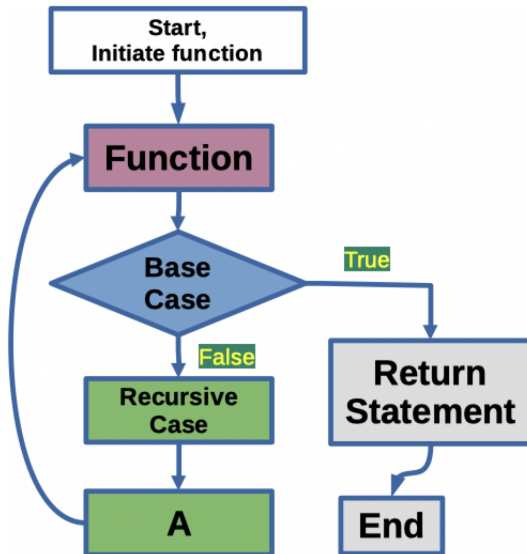 Start,
Initiate function
Function
Base
Case
True
False
Recursive
Case
Return
Statement
A
End